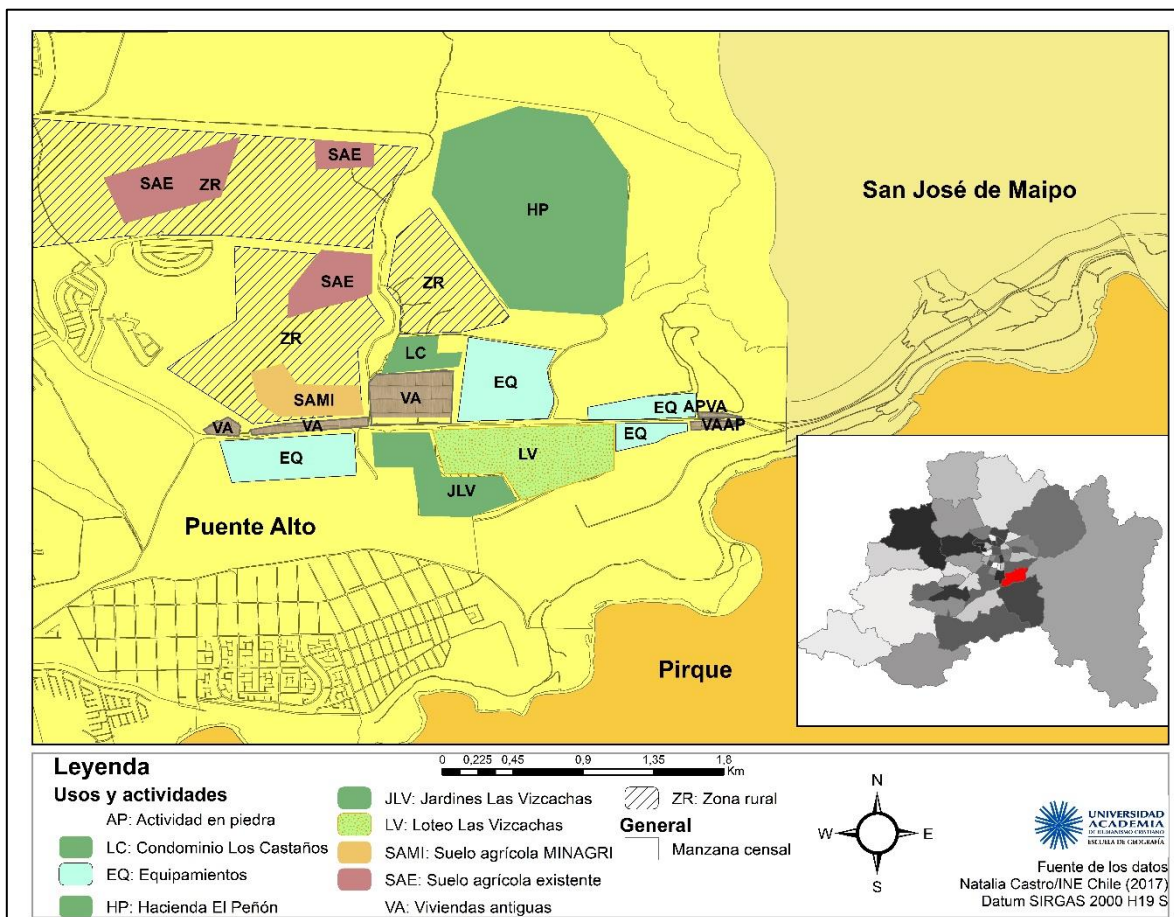 SAE
SAE ZR
San José de Maipo
HP
SAE
ZR
ZR
LC
EQ
SAMI
VA
EQ APVA
VA
VA
VAAP
EQ
EQ
LV
JLV
Puente Alto
Pirque
Leyenda
0 0,225 0,45 0,9 1,35 1,8
Km
Usos y actividades
AP: Actividad en piedra
LC: Condominio Los Castaños
EQ: Equipamientos
HP: Hacienda El Peñón
JLV: Jardines Las Vizcachas
LV: Loteo Las Vizcachas
SAMI: Suelo agrícola MINAGRI
SAE: Suelo agrícola existente
VA: Viviendas antiguas
ZR: Zona rural
General
Manzana censal
N
W E
S
UNIVERSIDAD
ACADEMIA
DE HUMANISMO CRISTIANO
ESCUELA DE GEOGRAFÍA
Fuente de los datos
Natalia Castro/INE Chile (2017)
Datum SIRGAS 2000 H19 S